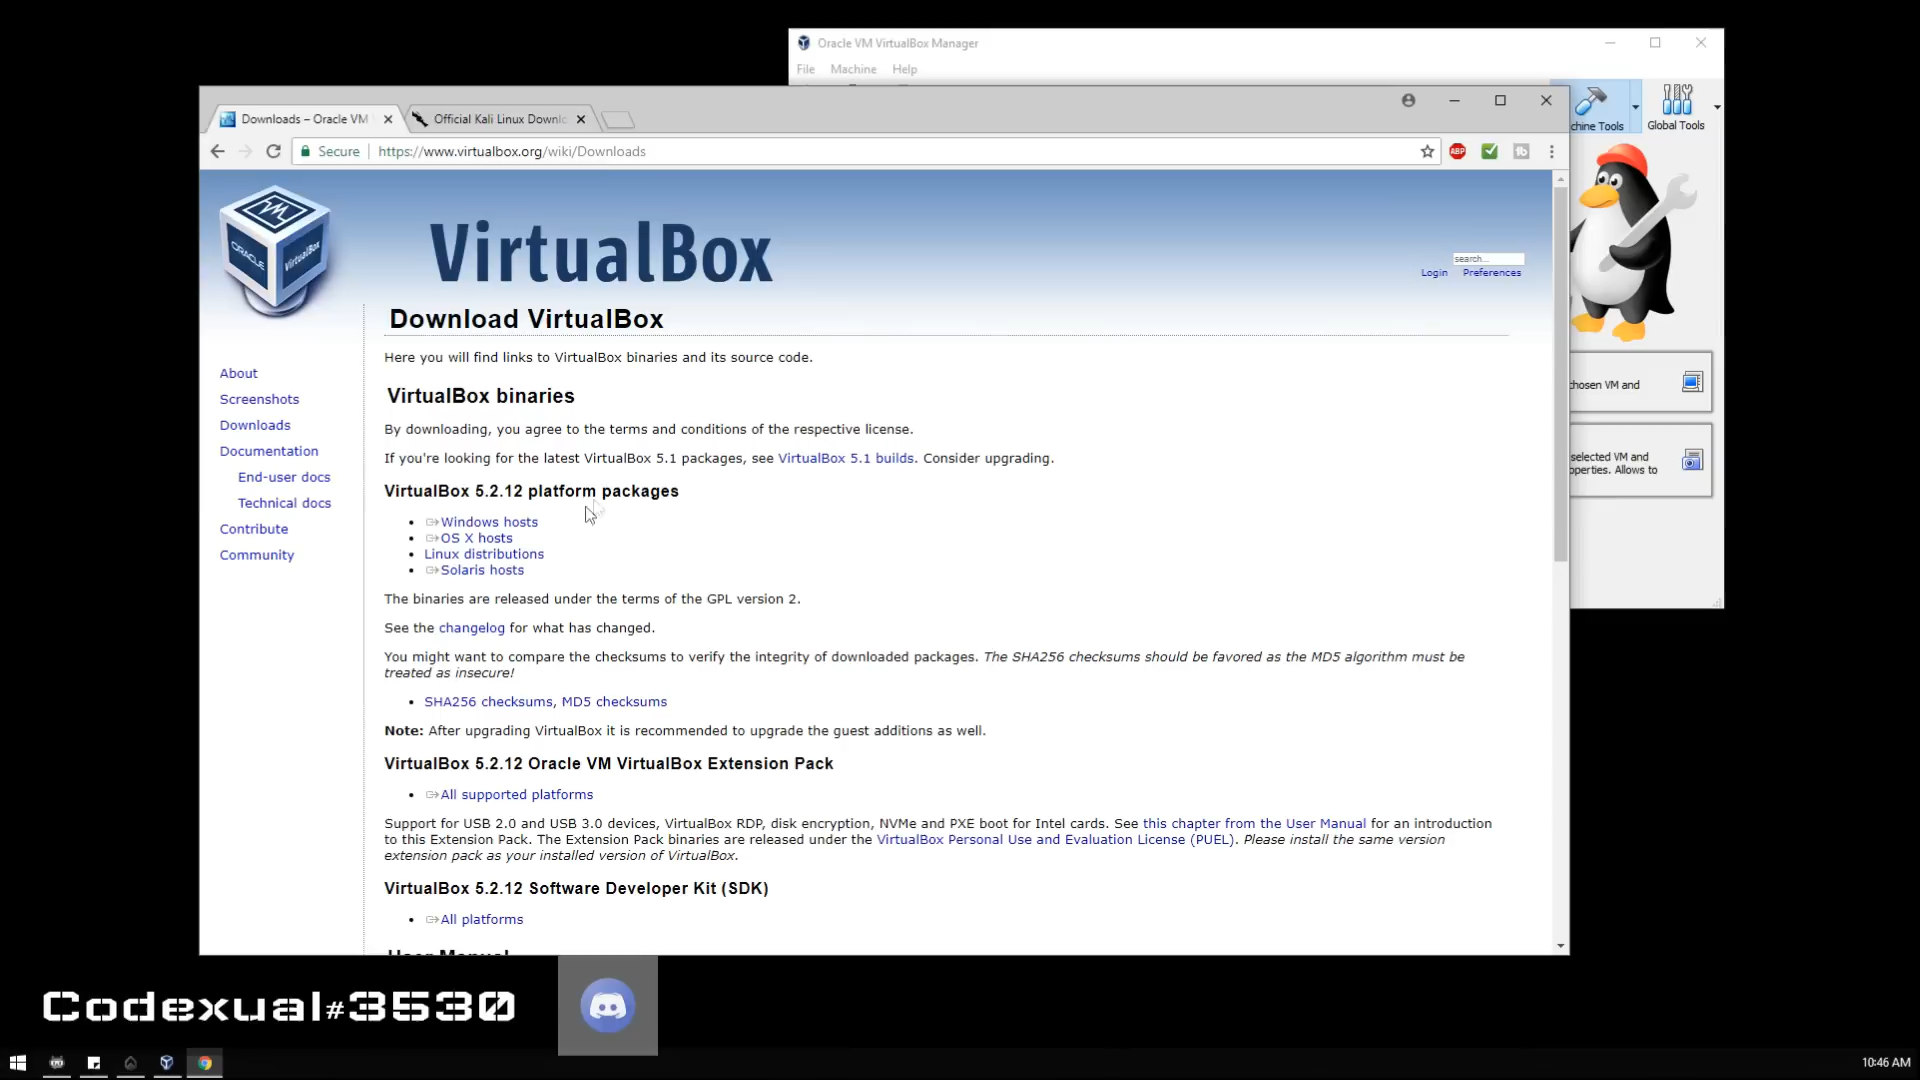 Oracle VM VirtualBox Manager
File Machine Help
Downloads – Oracle VM
Official Kali Linux Downl
Secure https://www.virtualbox.org/wiki/Downloads
chine Tools
Global Tools
ORACLE
VirtualBox
VirtualBox
search...
Login Preferences
Download VirtualBox
Here you will find links to VirtualBox binaries and its source code.
About
Screenshots
Downloads
Documentation
End-user docs
Technical docs
Contribute
Community
VirtualBox binaries
By downloading, you agree to the terms and conditions of the respective license.
If you're looking for the latest VirtualBox 5.1 packages, see VirtualBox 5.1 builds. Consider upgrading.
VirtualBox 5.2.12 platform packages
Windows hosts
OS X hosts
Linux distributions
Solaris hosts
The binaries are released under the terms of the GPL version 2.
See the changelog for what has changed.
You might want to compare the checksums to verify the integrity of downloaded packages. The SHA256 checksums should be favored as the MD5 algorithm must be
treated as insecure!
SHA256 checksums, MD5 checksums
Note: After upgrading VirtualBox it is recommended to upgrade the guest additions as well.
VirtualBox 5.2.12 Oracle VM VirtualBox Extension Pack
All supported platforms
Support for USB 2.0 and USB 3.0 devices, VirtualBox RDP, disk encryption, NVMe and PXE boot for Intel cards. See this chapter from the User Manual for an introduction
to this Extension Pack. The Extension Pack binaries are released under the VirtualBox Personal Use and Evaluation License (PUEL). Please install the same version
extension pack as your installed version of VirtualBox.
VirtualBox 5.2.12 Software Developer Kit (SDK)
All platforms
User Manual
hosen VM and
selected VM and
operties. Allows to
ABP
Codexual#3530
10:46 AM